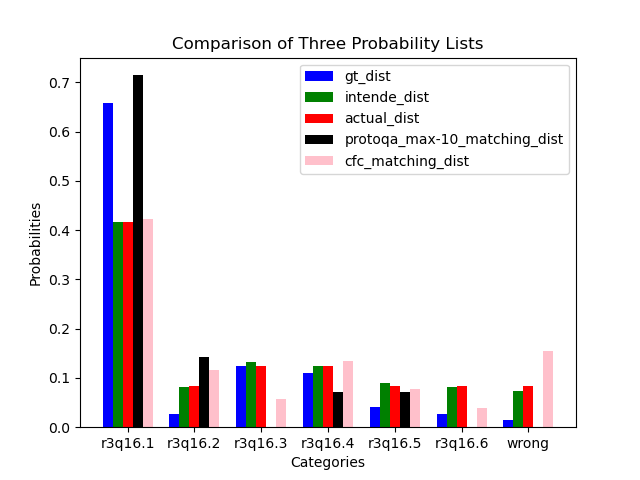 Comparison of Three Probability Lists
gt_dist
intende_dist
actual_dist
protoqa_max-10_matching_dist
cfc_matching_dist
Probabilities
0.7
0.6
0.5
0.4
0.3
0.2
0.1
0.0
r3q16.1 r3q16.2 r3q16.3 r3q16.4 r3q16.5 r3q16.6 wrong
Categories